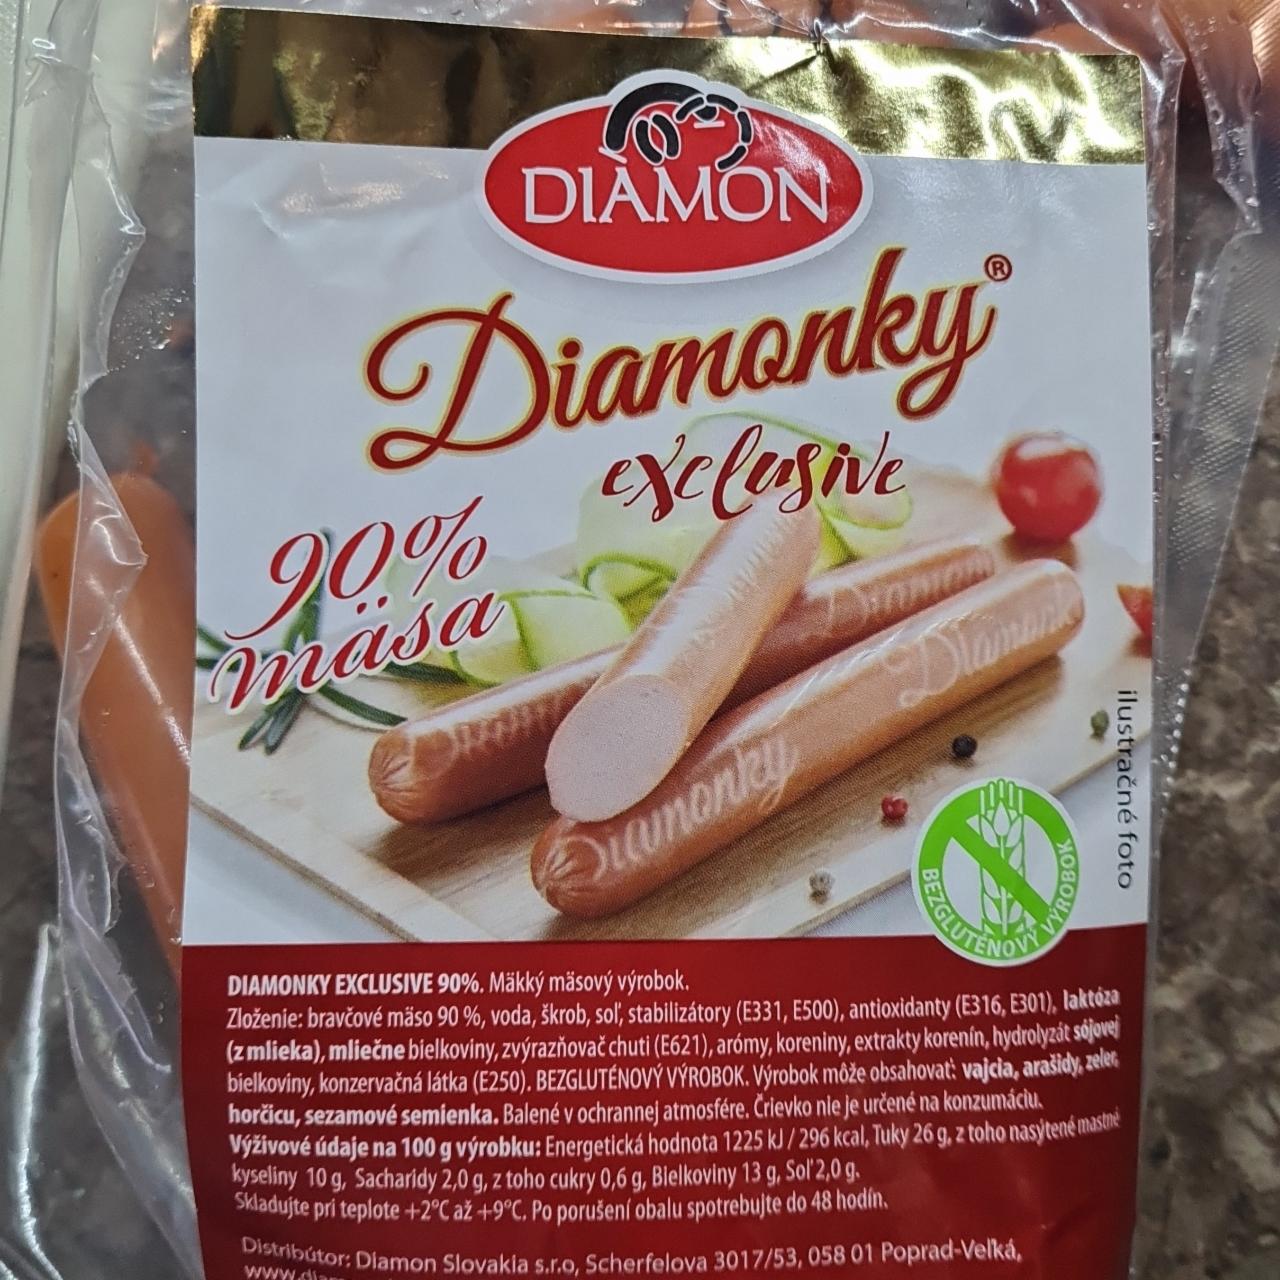 DIAMON
Diamonky®
exclusive
90%
mäsa
Diamonky
ilustračné foto
BEZGLUTÉNOVÝ VÝROBOK
DIAMONKY EXCLUSIVE 90%. Mäkký mäsový výrobok.
Zloženie: bravčové mäso 90 %, voda, škrob, soľ, stabilizátory (E331, E500), antioxidanty (E316, E301), laktóza
(z mlieka), mliečne bielkoviny, zvýrazňovač chuti (E621), arómy, koreniny, extrakty korenín, hydrolyzát sójovej
bielkoviny, konzervačná látka (E250). BEZGLUTÉNOVÝ VÝROBOK. Výrobok môže obsahovať: vajcia, arašidy, zeler,
horčicu, sezamové semienka. Balené v ochrannej atmosfére. Črievko nie je určené na konzumáciu.
Výživové údaje na 100 g výrobku: Energetická hodnota 1225 kJ / 296 kcal, Tuky 26 g, z toho nasýtené mastné
kyseliny 10 g, Sacharidy 2,0 g, z toho cukry 0,6 g, Bielkoviny 13 g, Soľ 2,0 g.
Skladujte pri teplote +2°C až +9°C. Po porušení obalu spotrebujte do 48 hodín.
Distribútor: Diamon Slovakia s.r.o, Scherfelova 3017/53, 058 01 Poprad-Veľká,